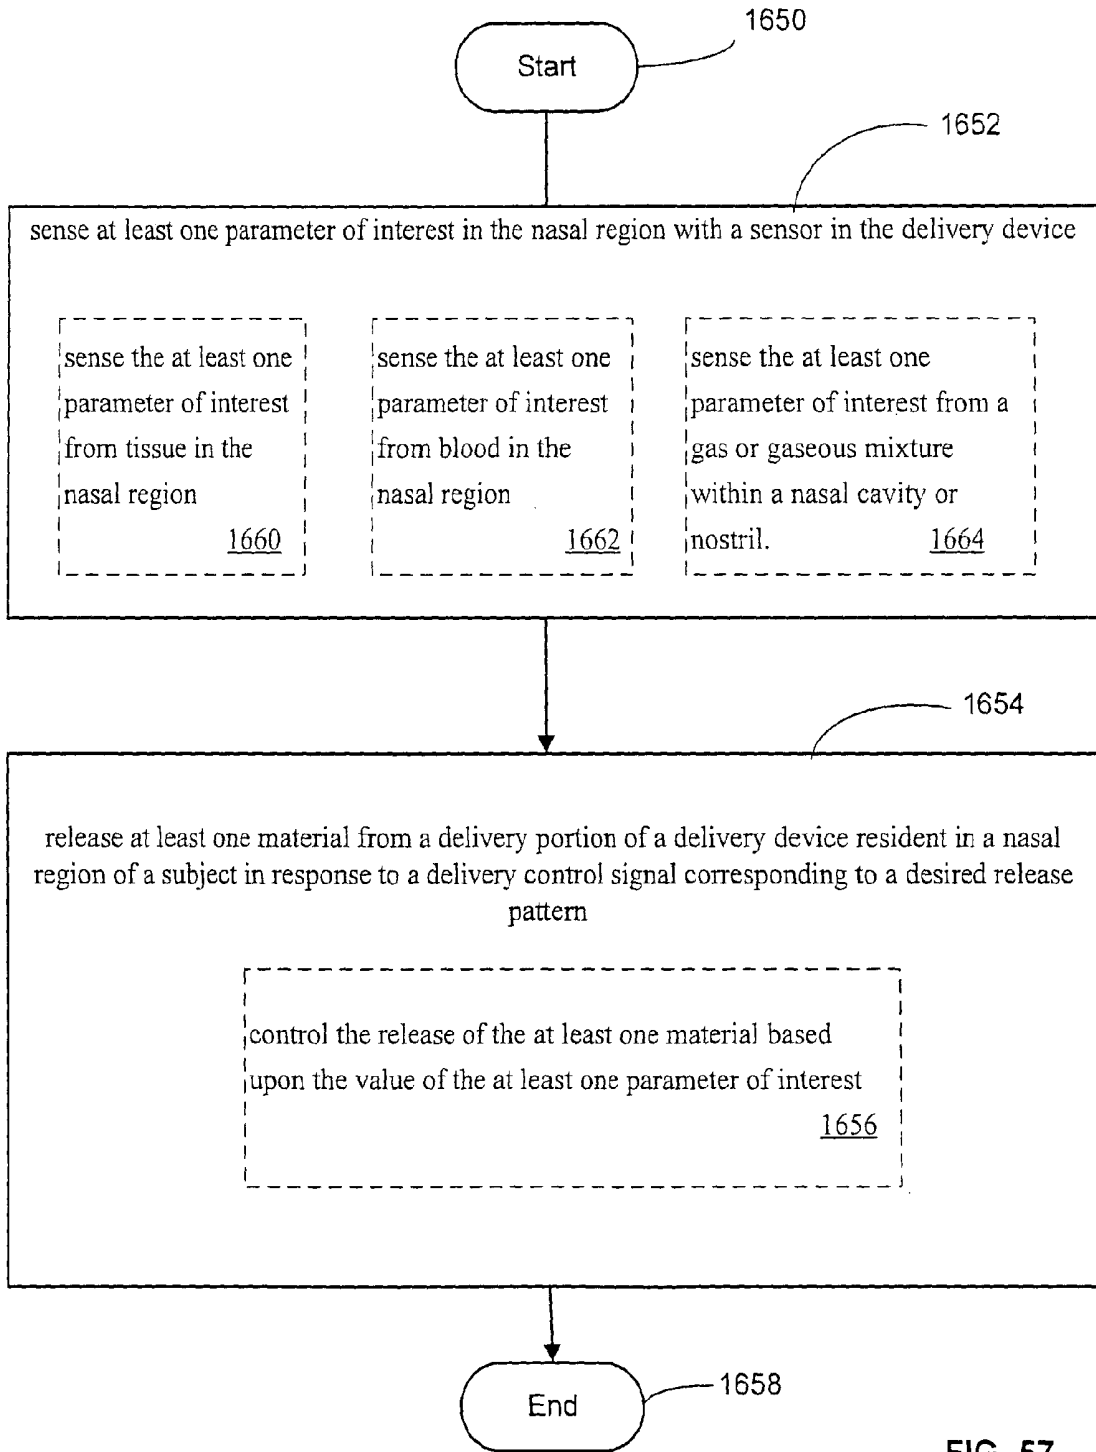 1650
Start
1652
sense at least one parameter of interest in the nasal region with a sensor in the delivery device
sense the at least one
parameter of interest
from tissue in the
nasal region
1660
sense the at least one
parameter of interest
from blood in the
nasal region
1662
sense the at least one
parameter of interest from a
gas or gaseous mixture
within a nasal cavity or
nostril.
1664
1654
release at least one material from a delivery portion of a delivery device resident in a nasal
region of a subject in response to a delivery control signal corresponding to a desired release
pattern
control the release of the at least one material based
upon the value of the at least one parameter of interest
1656
End
1658
FIG. 57